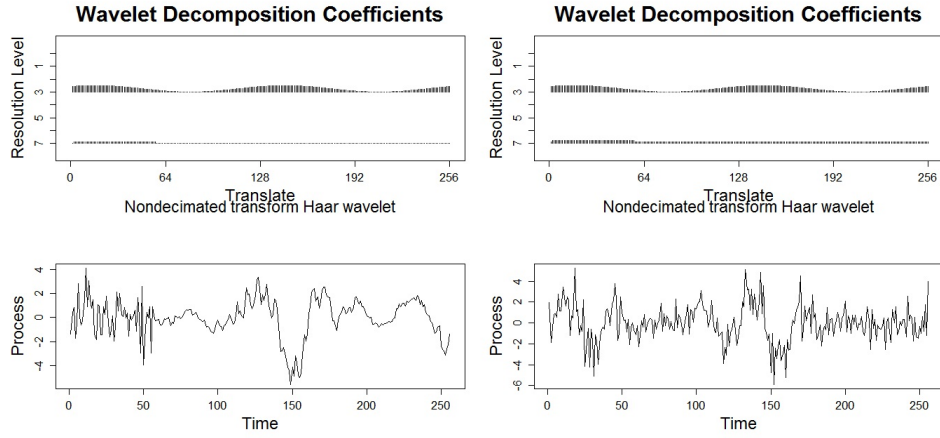 Wavelet Decomposition Coefficients
Resolution Level
1
3
5
7
0 64 128 192 256
Translate
Nondecimated transform Haar wavelet
Wavelet Decomposition Coefficients
Resolution Level
1
3
5
7
0 64 128 192 256
Translate
Nondecimated transform Haar wavelet
Process
4
2
0
-2
-4
0 50 100 150 200 250
Time
Process
4
2
0
-2
-4
-6
0 50 100 150 200 250
Time